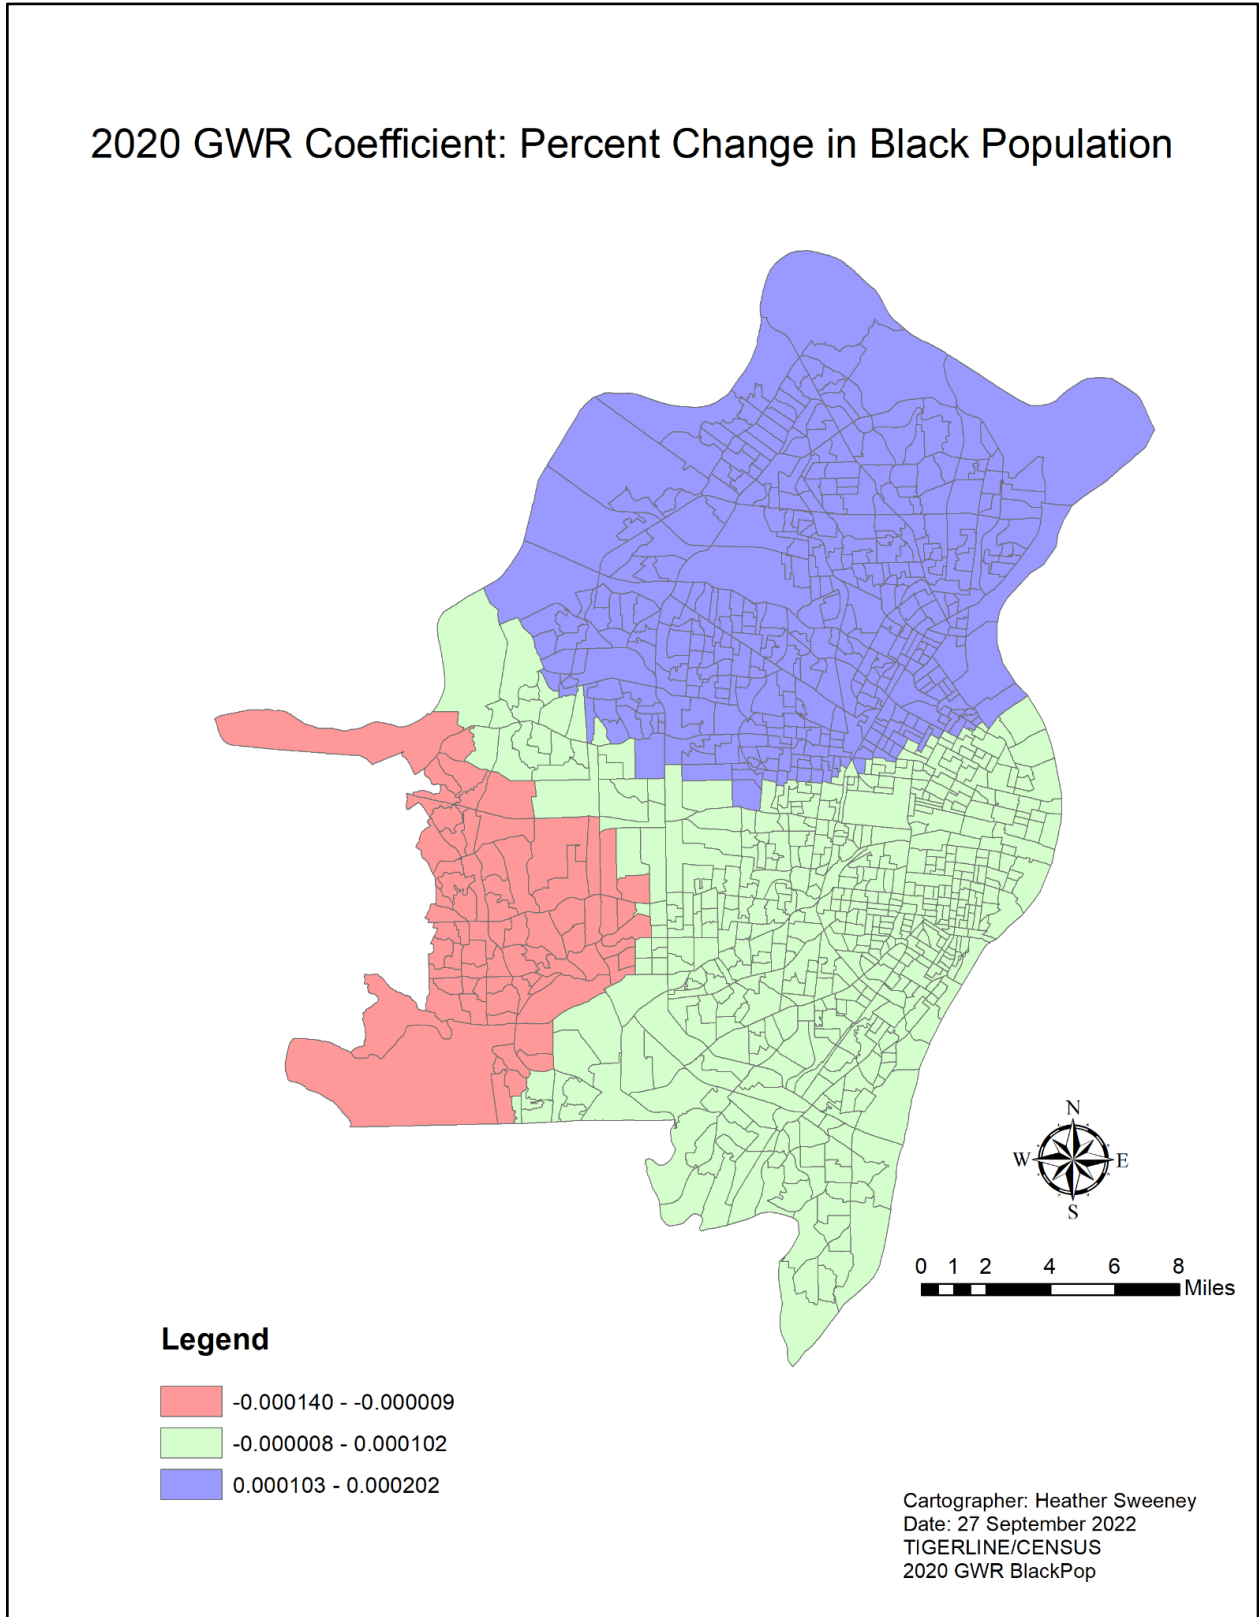 2020 GWR Coefficient: Percent Change in Black Population
N
W E
S
0 1 2 4 6 8
Miles
Legend
-0.000140 - -0.000009
-0.000008 - 0.000102
0.000103 - 0.000202
Cartographer: Heather Sweeney
Date: 27 September 2022
TIGERLINE/CENSUS
2020 GWR BlackPop